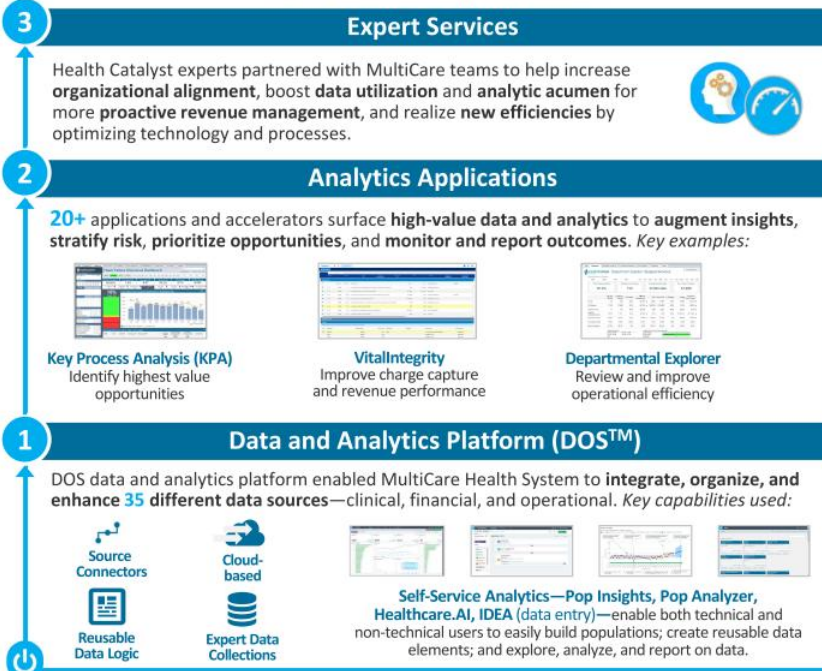 3
Expert Services
Health Catalyst experts partnered with MultiCare teams to help increase
organizational alignment, boost data utilization and analytic acumen for
more proactive revenue management, and realize new efficiencies by
optimizing technology and processes.
2
Analytics Applications
20+ applications and accelerators surface high-value data and analytics to augment insights,
stratify risk, prioritize opportunities, and monitor and report outcomes. Key examples:
Key Process Analysis (KPA)
Identify highest value
opportunities
VitalIntegrity
Improve charge capture
and revenue performance
Departmental Explorer
Review and improve
operational efficiency
1
Data and Analytics Platform (DOS™)
DOS data and analytics platform enabled MultiCare Health System to integrate, organize, and
enhance 35 different data sources—clinical, financial, and operational. Key capabilities used:
Source
Connectors
Cloud-
based
Reusable
Data Logic
Expert Data
Collections
Self-Service Analytics—Pop Insights, Pop Analyzer,
Healthcare.AI, IDEA (data entry)—enable both technical and
non-technical users to easily build populations; create reusable data
elements; and explore, analyze, and report on data.